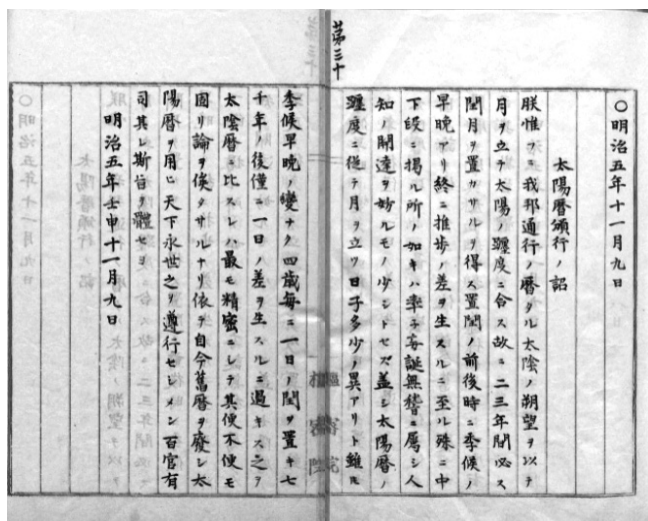 第三十
○明治五年十一月九日
太陽暦頒行ノ詔
朕惟フニ我邦通行ノ暦タル太陰ノ朔望ヲ以テ
月ヲ立テ太陽ノ躔度ニ合ス故ニ二三年間必ス
閏月ヲ置カサルヲ得ス置閏ノ前後時ニ季候ノ
早晩アリ終ニ推歩ノ差ヲ生スルニ至ル殊ニ中
下段ニ掲ル所ノ如キハ率子妄誕無稽ニ属シ人
知ノ開達ヲ妨ルモノ少シトセス蓋シ太陽暦ハ
躔度ニ從テ月ヲ立ツ日子多少ノ異アリト雖モ
季候早晩ノ變ナク四歳毎ニ一日ノ閏ヲ置キ七
千年ノ後僅ニ一日ノ差ヲ生スルニ過キス之ヲ
太陰暦ニ比スレハ最モ精密ニシテ其便不便モ
固リ論ヲ俟タサルナリ依テ自今舊暦ヲ廢シ太
陽暦ヲ用ヒ天下永世之ヲ遵行セシメン百官有
司其レ斯旨ヲ體セヨ
明治五年壬申十一月九日
樞密院